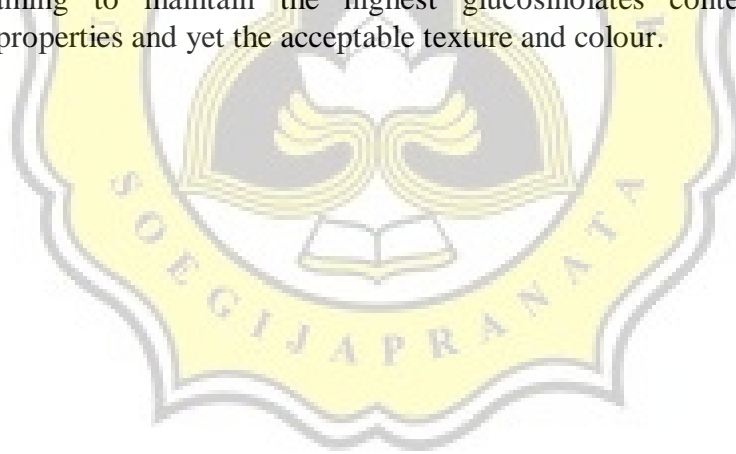 to maintain the highest glucosinolates
properties and yet the acceptable texture and colour.
SOEGIJAPRANATA